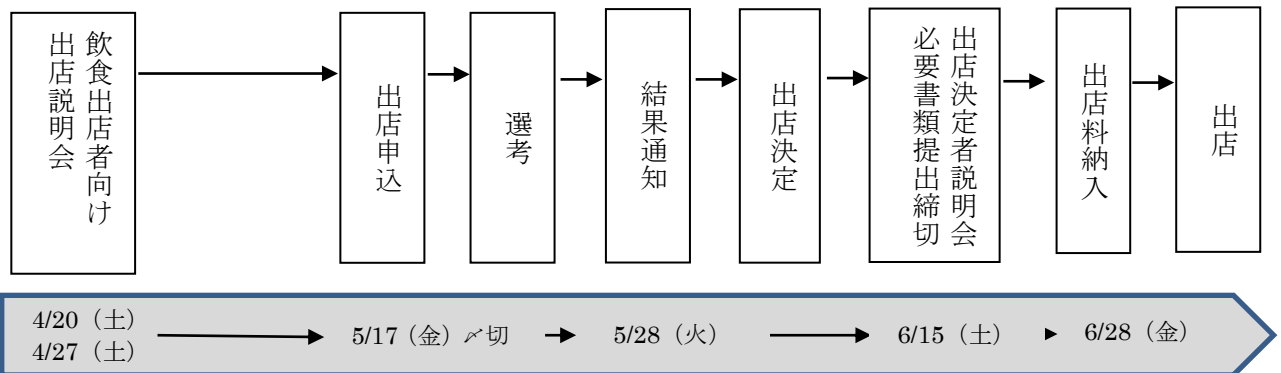 飲食出店者向け
出店説明会
出店申込
選考
結果通知
出店決定
出店決定者説明会
必要書類提出締切
出店料納入
出店
4/20（土）
4/27（土）
5/17（金）〆切
5/28（火）
6/15（土）
6/28（金）